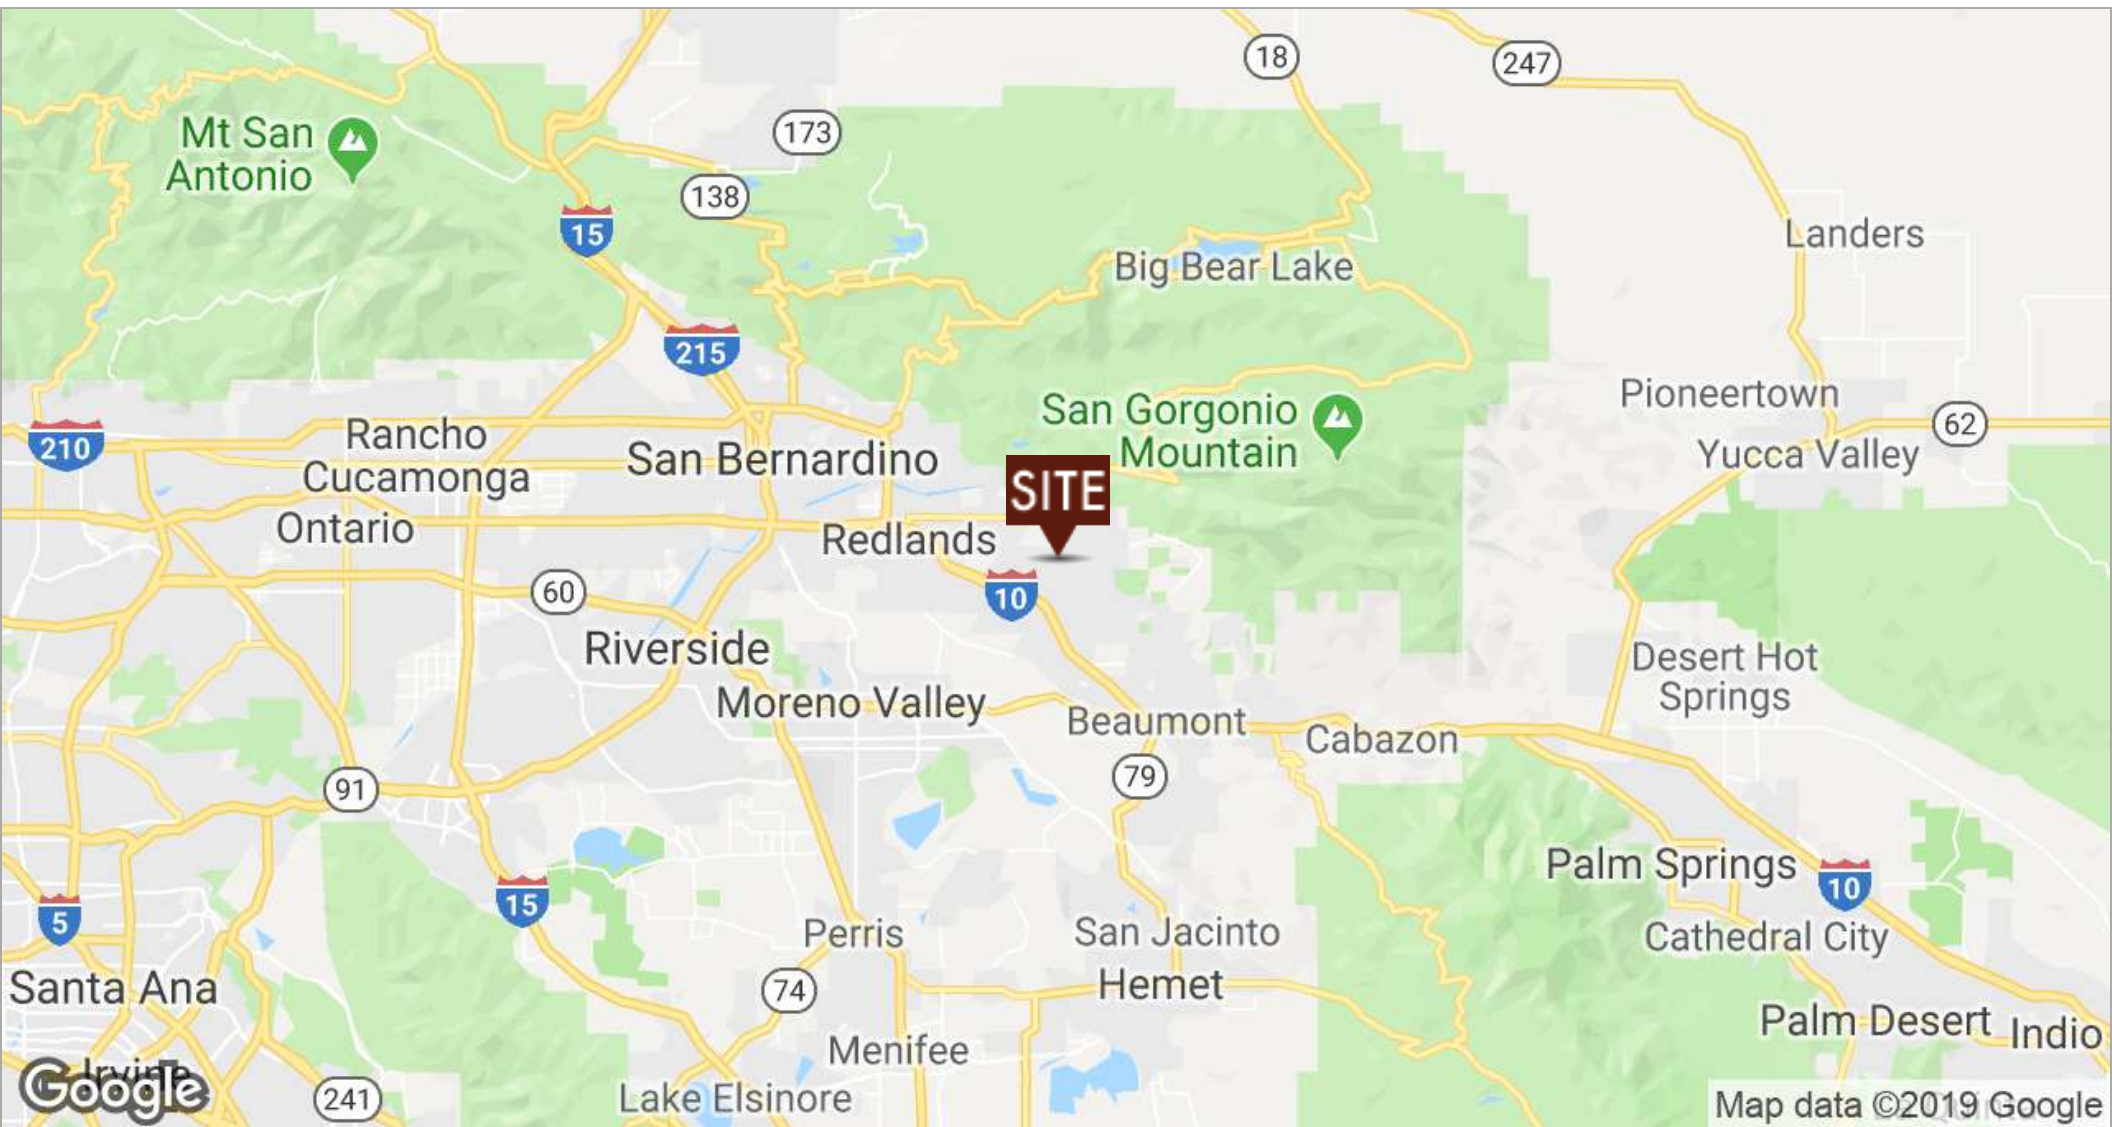 18
247
173
Mt San
Antonio
138
15
Landers
Big Bear Lake
215
Pioneertown
San Gorgonio
Mountain
62
210
Rancho
Cucamonga
San Bernardino
Yucca Valley
SITE
Ontario
Redlands
60
10
Riverside
Desert Hot
Springs
Moreno Valley
Beaumont
Cabazon
79
91
Palm Springs
10
15
5
Perris
San Jacinto
Cathedral City
Santa Ana
74
Hemet
Palm Desert
Indio
Menifee
Irvine
Google
241
Lake Elsinore
Map data ©2019 Google